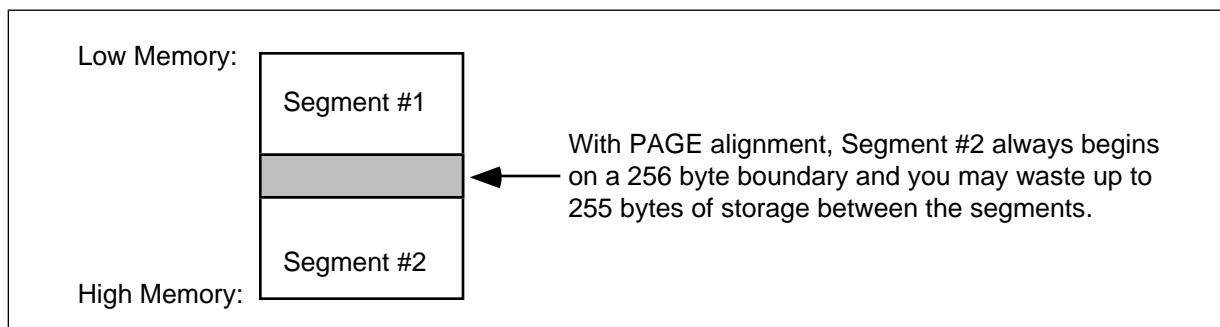 Low Memory:
Segment #1
With PAGE alignment, Segment #2 always begins
on a 256 byte boundary and you may waste up to
255 bytes of storage between the segments.
Segment #2
High Memory: